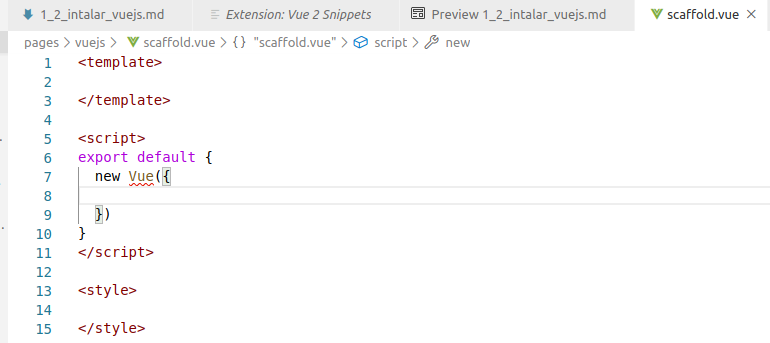 1_2_intalar_vuejs.md Extension: Vue 2 Snippets Preview 1_2_intalar_vuejs.md scaffold.vue ×
pages > vuejs > scaffold.vue > {} "scaffold.vue" > script > new
1 <template>
2
3 </template>
4
5 <script>
6 export default {
7 new Vue({
8
9 })
10 }
11 </script>
12
13 <style>
14
15 </style>